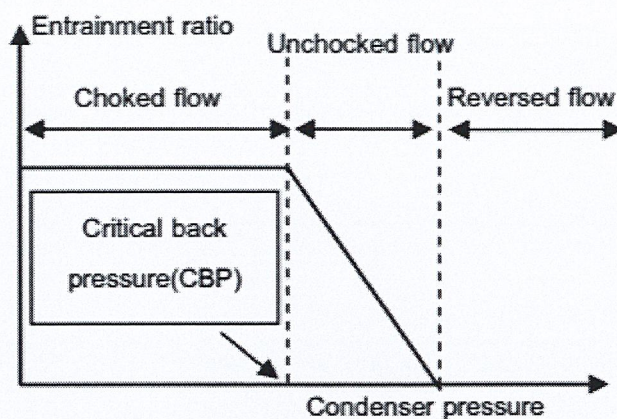 Entrainment ratio
Unchocked flow
Choked flow
Reversed flow
Critical back
pressure(CBP)
Condenser pressure